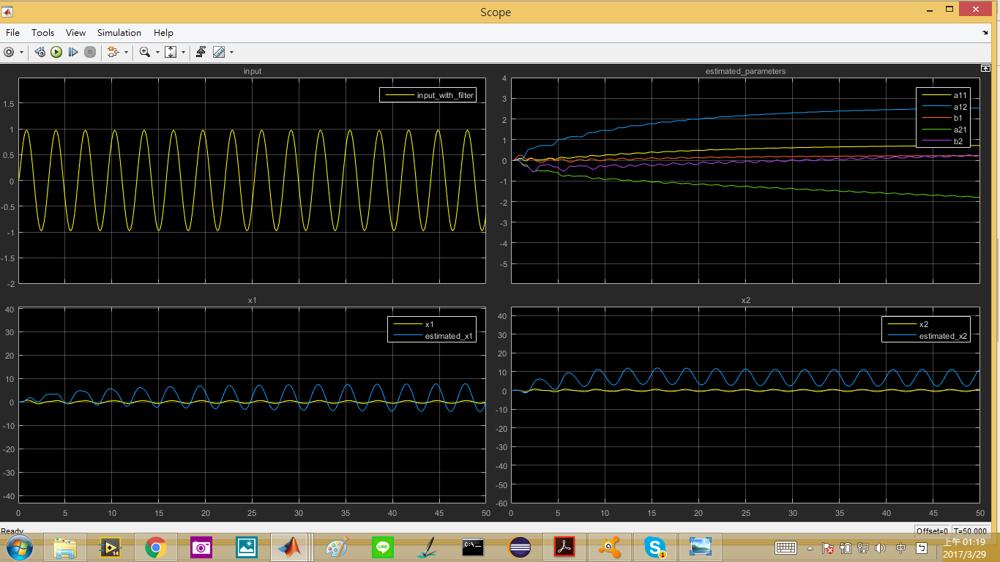 Scope
File Tools View Simulation Help
input
1.5
1
0.5
0
-0.5
-1
-1.5
-2
input_with_filter
estimated_parameters
4
3
2
1
0
-1
-2
-3
-4
-5
a11
a12
b1
a21
b2
x1
40
30
20
10
0
-10
-20
-30
-40
0 5 10 15 20 25 30 35 40 45 50
x1
estimated_x1
x2
40
30
20
10
0
-10
-20
-30
-40
-50
-60
0 5 10 15 20 25 30 35 40 45 50
x2
estimated_x2
Ready
Offset=0 T=50.000
14
LINE
C:\
1
中
上午 01:19
2017/3/29